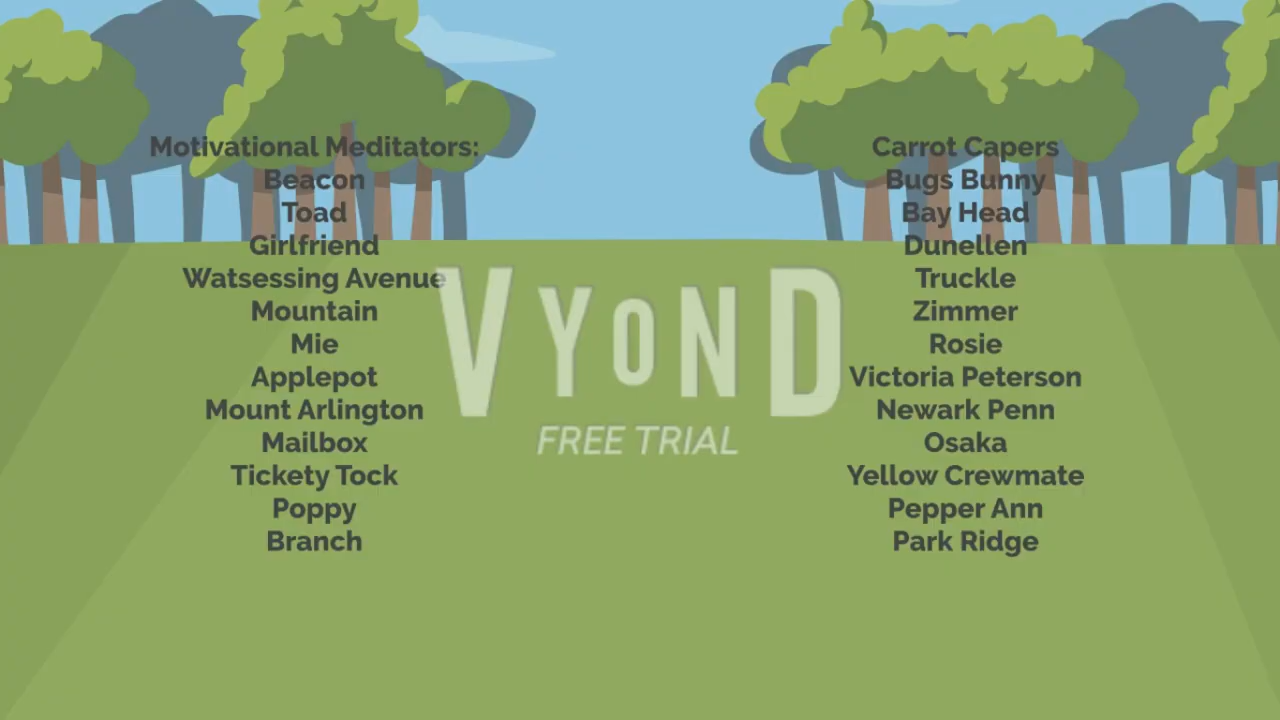 Motivational Meditators:
Beacon
Toad
Girlfriend
Watsessing Avenue
Mountain
Mie
Applepot
Mount Arlington
Mailbox
Tickety Tock
Poppy
Branch
Carrot Capers
Bugs Bunny
Bay Head
Dunellen
Truckle
Zimmer
Rosie
Victoria Peterson
Newark Penn
Osaka
Yellow Crewmate
Pepper Ann
Park Ridge
VYOND
FREE TRIAL